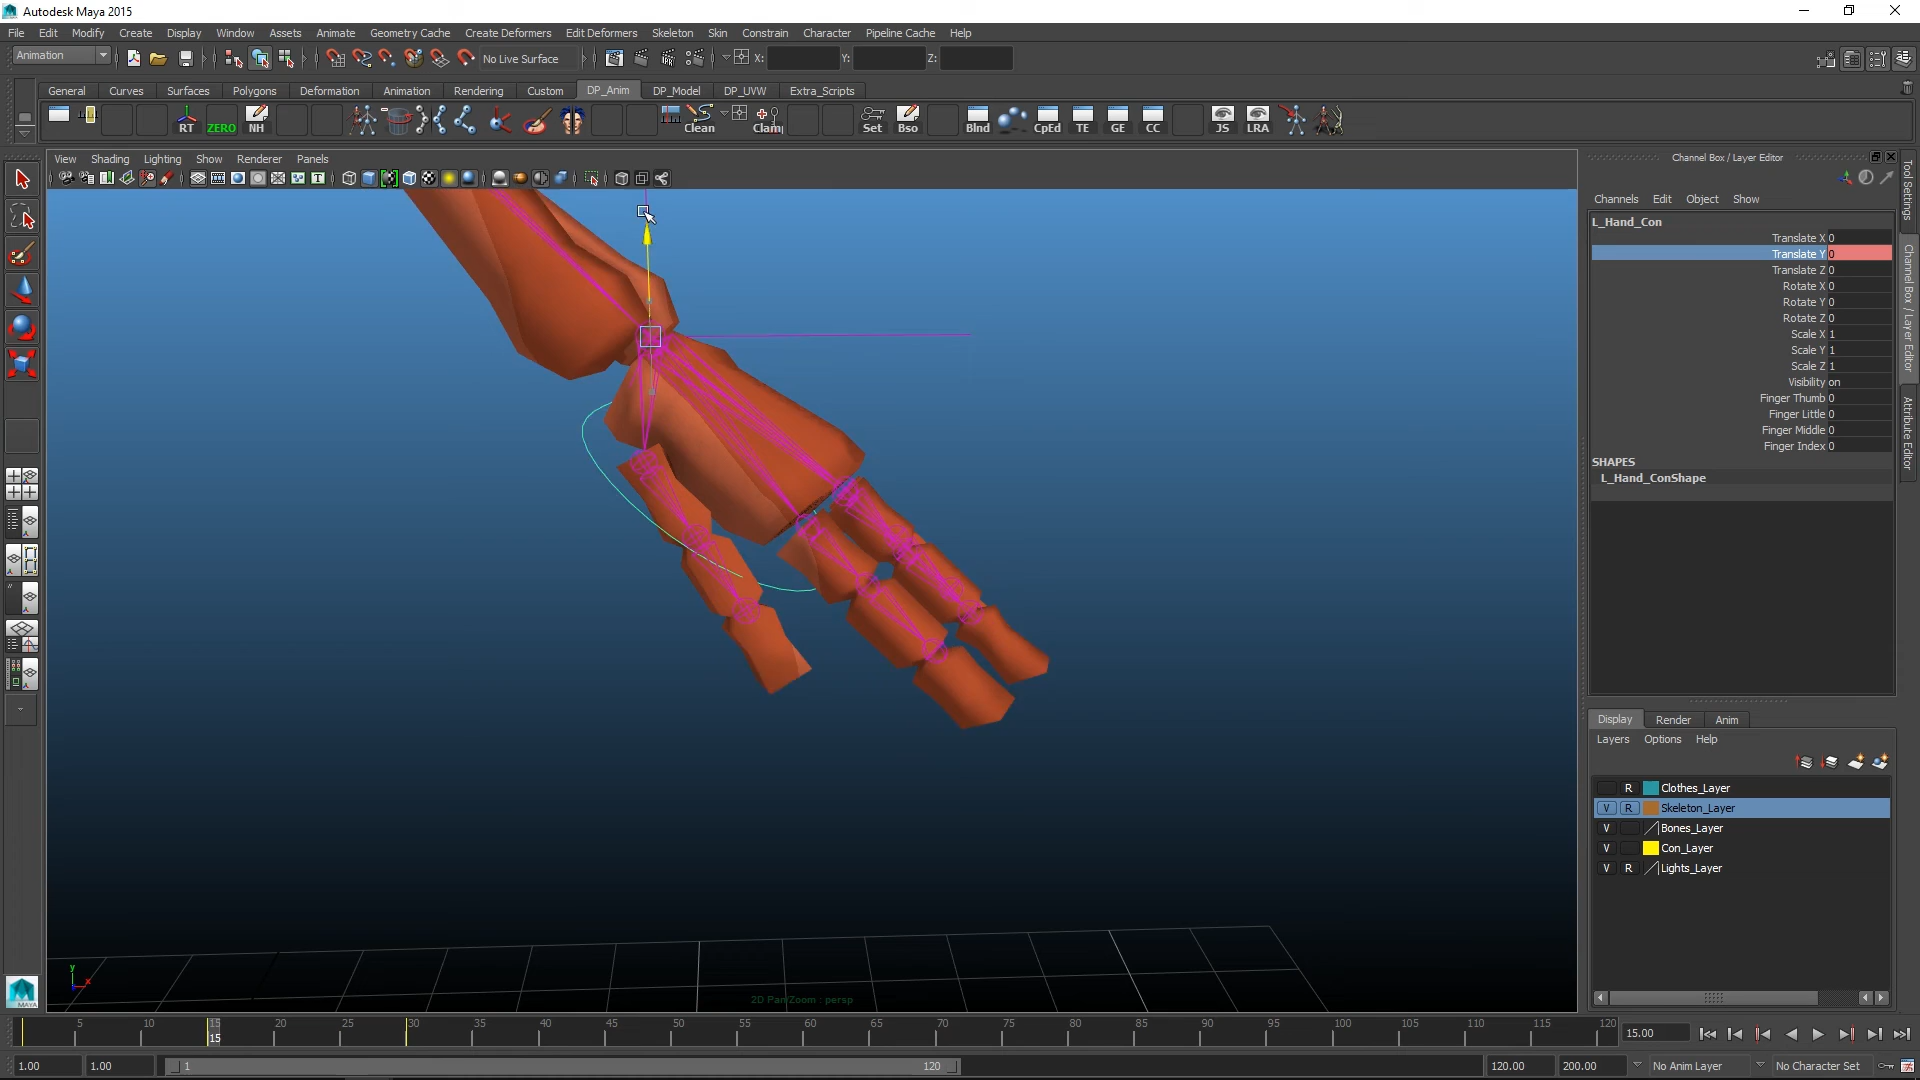 Autodesk Maya 2015
File Edit Modify Create Display Window Assets Animate Geometry Cache Create Deformers Edit Deformers Skeleton Skin Constrain Character Pipeline Cache Help
Animation No Live Surface X: Y: Z:
General Curves Surfaces Polygons Deformation Animation Rendering Custom DP_Anim DP_Model DP_UVW Extra_Scripts
RT ZERO NH Clean Clam Set Bso Blnd CpEd TE GE CC JS LRA
View Shading Lighting Show Renderer Panels
Channel Box / Layer Editor
Channels Edit Object Show
L_Hand_Con
Translate X 0
Translate Y 0
Translate Z 0
Rotate X 0
Rotate Y 0
Rotate Z 0
Scale X 1
Scale Y 1
Scale Z 1
Visibility on
Finger Thumb 0
Finger Little 0
Finger Middle 0
Finger Index 0
SHAPES
L_Hand_ConShape
Tool Settings
Channel Box / Layer Editor
Attribute Editor
Display Render Anim
Layers Options Help
R Clothes_Layer
V R Skeleton_Layer
V Bones_Layer
V Con_Layer
V R Lights_Layer
MAYA
y
x
2D Pan/Zoom : persp
5 10 15 20 25 30 35 40 45 50 55 60 65 70 75 80 85 90 95 100 105 110 115 120
15
15.00
1.00 1.00 1 120 120.00 200.00 No Anim Layer No Character Set